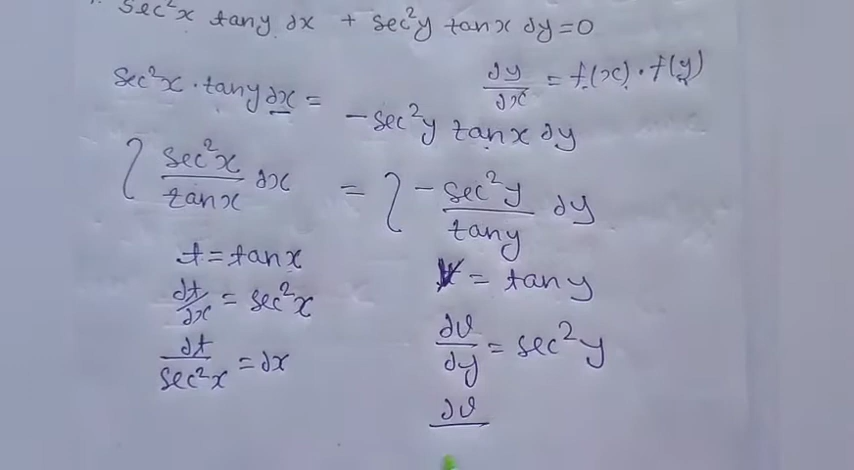 sec²x tany dx + sec²y tanx dy=0
dy/dx = f(x)·f(y)
sec²x·tany dx = -sec²y tanx dy
∫ sec²x/tanx dx = ∫ -sec²y/tany dy
t=tanx
v = tany
dt/dx = sec²x
dv/dy = sec²y
dt/sec²x = dx
dv